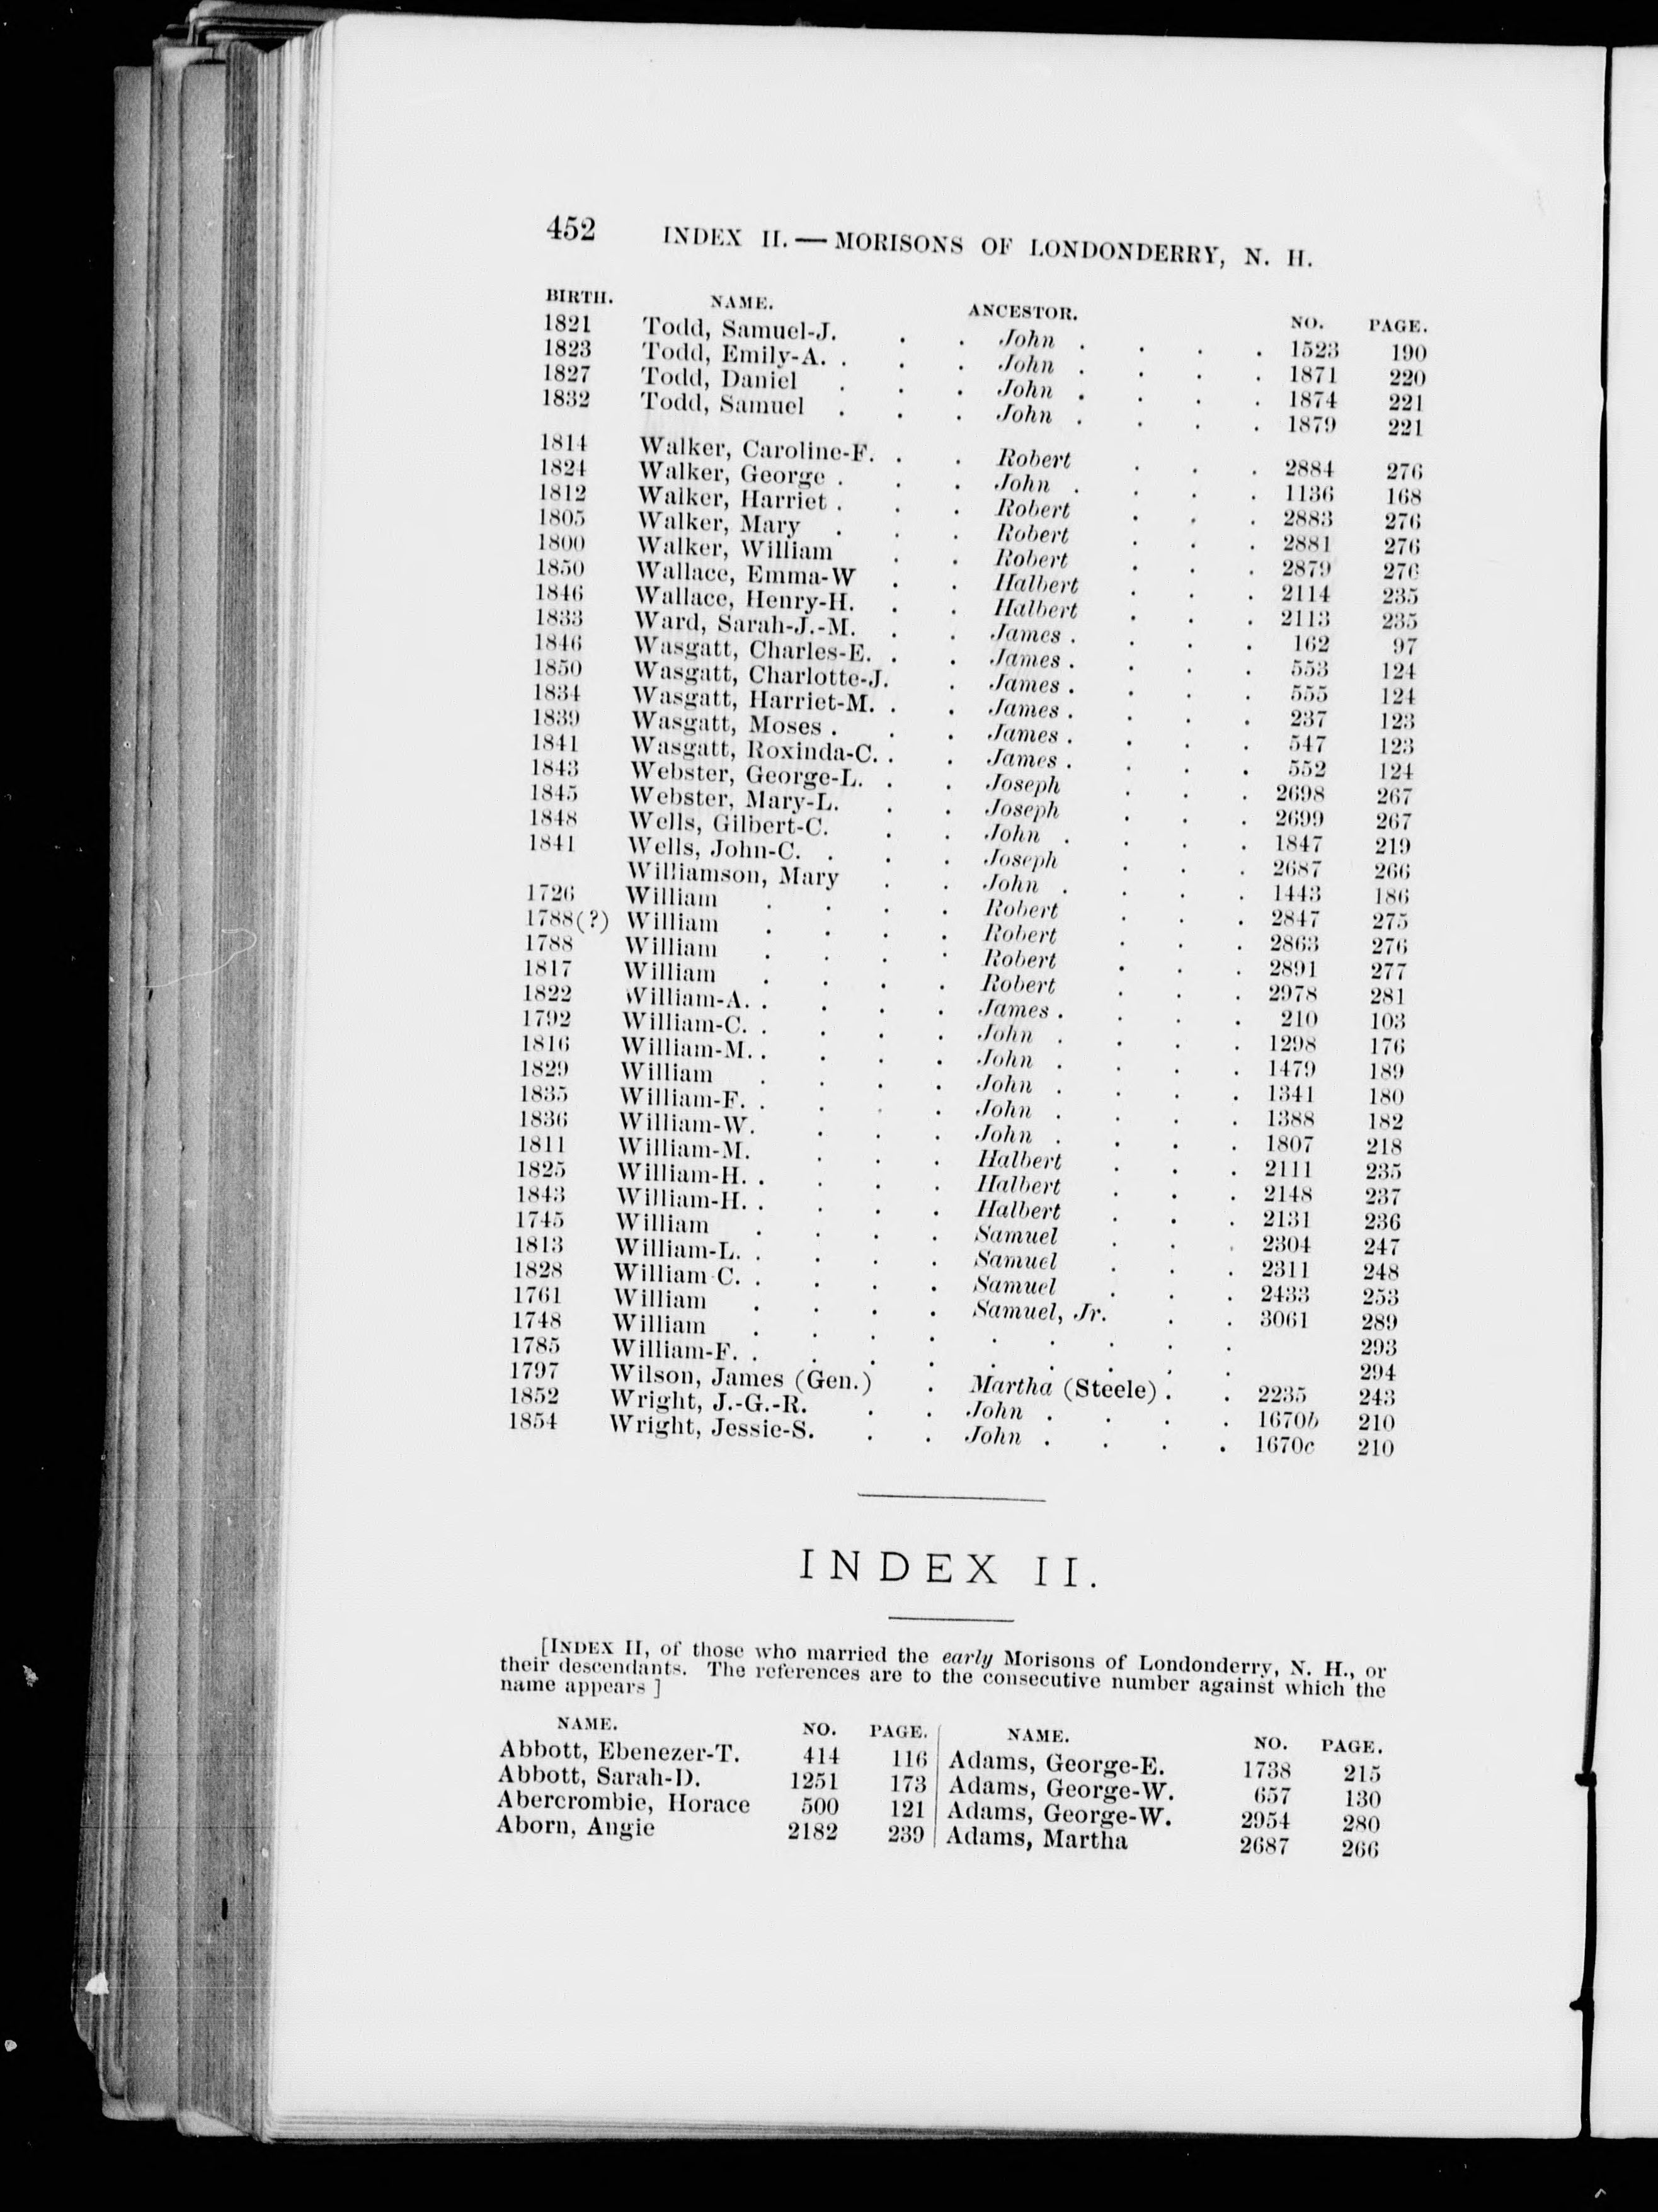 452 INDEX II. — MORISONS OF LONDONDERRY, N. H.
BIRTH. NAME. ANCESTOR. NO. PAGE.
1821 Todd, Samuel-J. . . John . . . . 1523 190
1823 Todd, Emily-A. . . . John . . . . 1871 220
1827 Todd, Daniel . . . John . . . . 1874 221
1832 Todd, Samuel . . . John . . . . 1879 221
1814 Walker, Caroline-F. . . Robert . . . 2884 276
1824 Walker, George . . . John . . . . 1136 168
1812 Walker, Harriet . . . Robert . . . 2883 276
1805 Walker, Mary . . . Robert . . . 2881 276
1800 Walker, William . . Robert . . . 2879 276
1850 Wallace, Emma-W . . Halbert . . . 2114 235
1846 Wallace, Henry-H. . . Halbert . . . 2113 235
1833 Ward, Sarah-J.-M. . . James . . . . 162 97
1846 Wasgatt, Charles-E. . . James . . . . 553 124
1850 Wasgatt, Charlotte-J. . James . . . . 555 124
1834 Wasgatt, Harriet-M. . . James . . . . 237 123
1839 Wasgatt, Moses . . . James . . . . 547 123
1841 Wasgatt, Roxinda-C. . . James . . . . 552 124
1843 Webster, George-L. . . Joseph . . . 2698 267
1845 Webster, Mary-L. . . Joseph . . . 2699 267
1848 Wells, Gilbert-C. . . John . . . . 1847 219
1841 Wells, John-C. . . . Joseph . . . 2687 266
Williamson, Mary . . John . . . . 1443 186
1726 William . . . . Robert . . . 2847 275
1788(?) William . . . . Robert . . . 2863 276
1788 William . . . . Robert . . . 2891 277
1817 William . . . . Robert . . . 2978 281
1822 William-A. . . . . James . . . . 210 103
1792 William-C. . . . . John . . . . 1298 176
1816 William-M. . . . . John . . . . 1479 189
1829 William . . . . John . . . . 1341 180
1835 William-F. . . . . John . . . . 1388 182
1836 William-W. . . . John . . . . 1807 218
1811 William-M. . . . Halbert . . . 2111 235
1825 William-H. . . . . Halbert . . . 2148 237
1843 William-H. . . . . Halbert . . . 2131 236
1745 William . . . . Samuel . . . 2304 247
1813 William-L. . . . . Samuel . . . 2311 248
1828 William C. . . . . Samuel . . . 2433 253
1761 William . . . . Samuel, Jr. . . 3061 289
1748 William . . . . . . . . . 293
1785 William-F. . . . . . . . . . 294
1797 Wilson, James (Gen.) . Martha (Steele) . . 2235 243
1852 Wright, J.-G.-R. . . John . . . . 1670b 210
1854 Wright, Jessie-S. . . John . . . . 1670c 210
INDEX II.
[INDEX II, of those who married the early Morisons of Londonderry, N. H., or
their descendants. The references are to the consecutive number against which the
name appears ]
NAME. NO. PAGE. NAME. NO. PAGE.
Abbott, Ebenezer-T. 414 116 Adams, George-E. 1738 215
Abbott, Sarah-D. 1251 173 Adams, George-W. 657 130
Abercrombie, Horace 500 121 Adams, George-W. 2954 280
Aborn, Angie 2182 239 Adams, Martha 2687 266